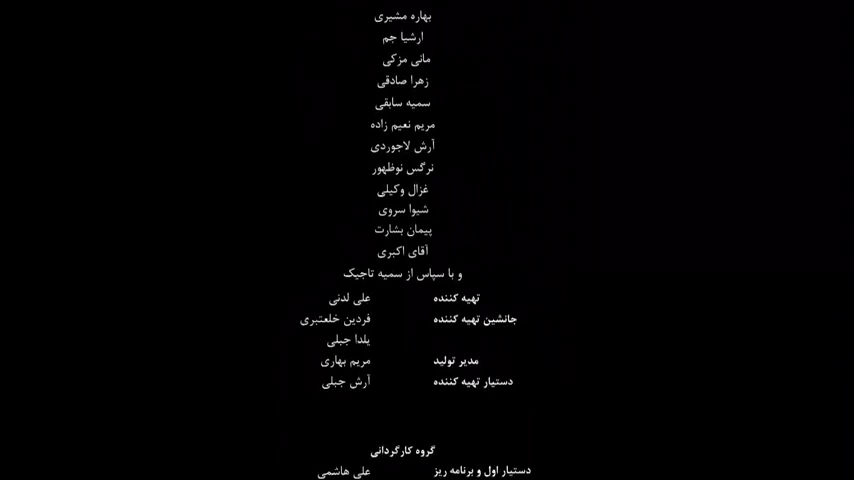 بهاره مشیری
ارشیا جم
مانی مزکی
زهرا صادقی
سمیه سابقی
مریم نعیم زاده
آرش لاجوردی
نرگس نوظهور
غزال وکیلی
شیوا سروی
پیمان بشارت
آقای اکبری
و با سپاس از سمیه تاجیک
تهیه کننده علی لدنی
جانشین تهیه کننده فردین خلعتبری
یلدا جبلی
مدیر تولید مریم بهاری
دستیار تهیه کننده آرش جبلی
گروه کارگردانی
دستیار اول و برنامه ریز علی هاشمی